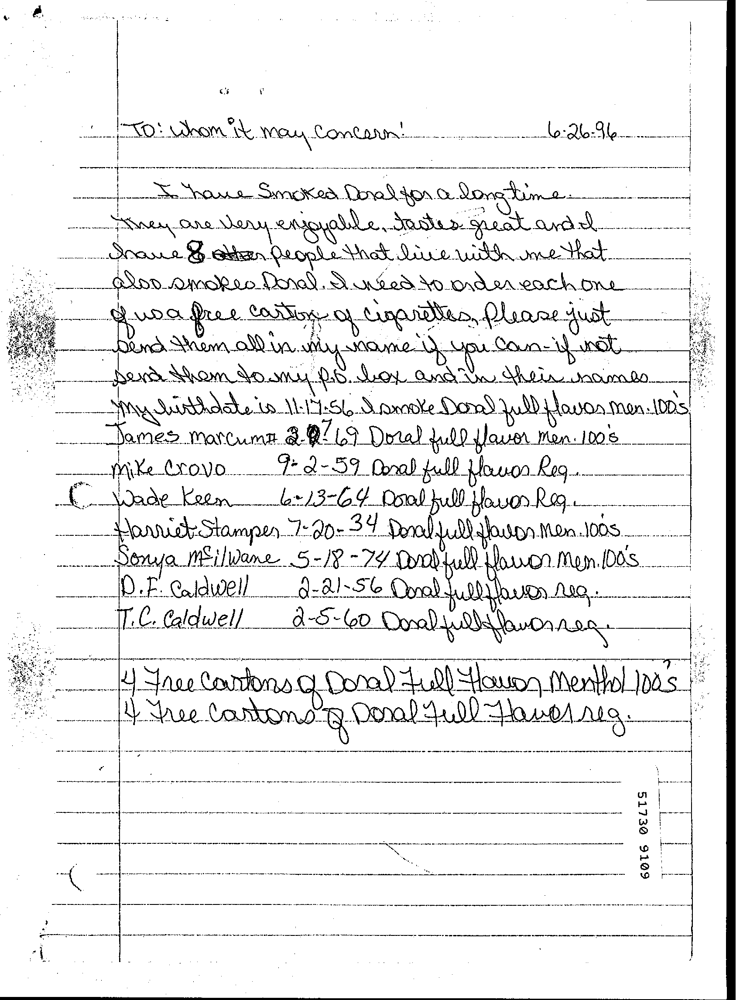 TO: Whom it may Concern! 6-26-96
I have Smoked Doral for a long time.
They are very enjoyable, tastes great and I
have 8 people that live with me that
also smokes Doral. I need to order each one
of us a free carton of cigarettes, Please just
send them all in my name if you can - if not
send them to my p.o. box and in their names
My birthdate is 11-17-56 I smoke Doral full flavor men. 100's
James Marcum 69 Doral full flavor men. 100's
Mike Crovo 9-2-59 Doral full flavor Reg.
Wade Keen 6-13-64 Doral full flavor Reg.
Harriet Stamper 7-20-34 Doral full flavor men. 100s
Sonya McilWane 5-18-74 Doral full flavor Men. 100's
D.F. Caldwell 2-21-56 Doral full flavor reg.
T.C. Caldwell 2-5-60 Doral full flavor reg.
4 Free Cartons of Doral Full Flavor Menthol 100's
4 Free Cartons of Doral Full Flavor reg.
51730 9109